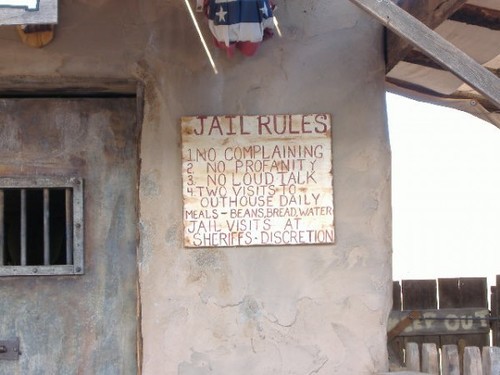 JAIL RULES
1. NO COMPLAINING
2 NO PROFANITY
3. NO LOUD TALK
4. TWO VISITS TO
OUTHOUSE DAILY
MEALS - BEANS, BREAD, WATER
JAIL VISITS AT
SHERIFFS • DISCRETION
OUT